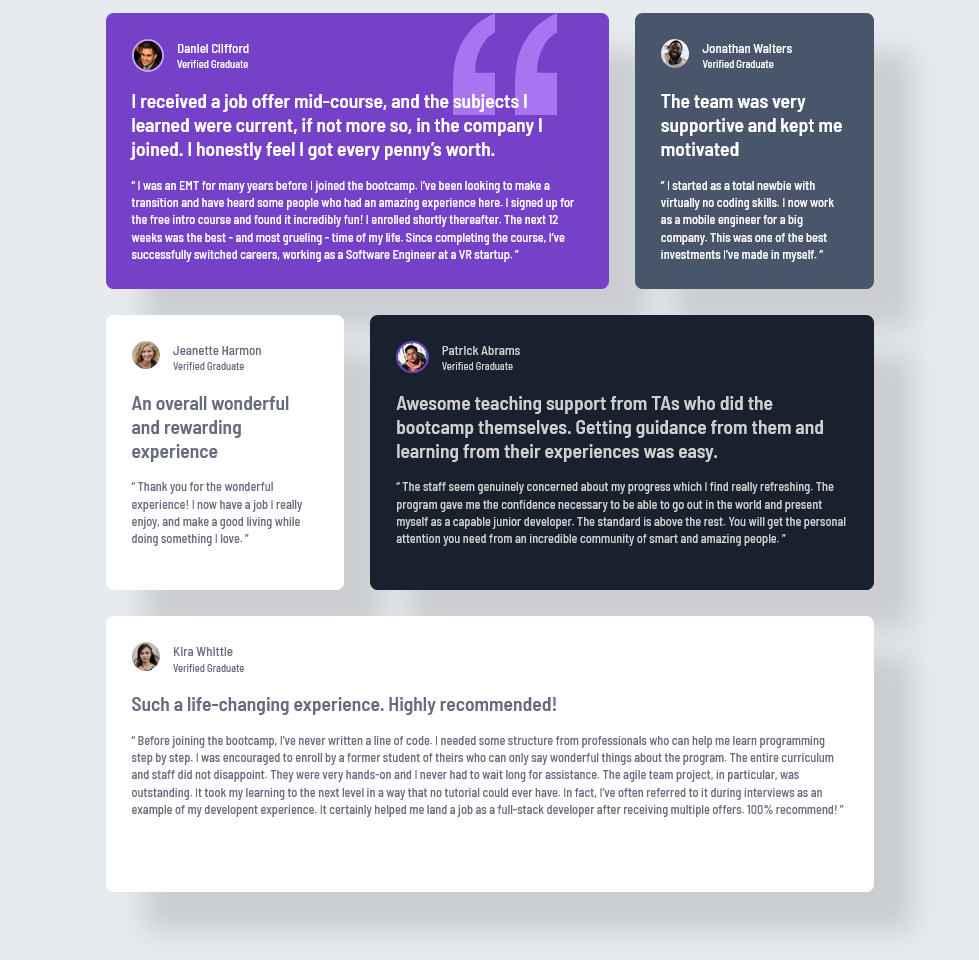 Daniel Clifford
Verified Graduate
I received a job offer mid-course, and the subjects I
learned were current, if not more so, in the company I
joined. I honestly feel I got every penny’s worth.
“ I was an EMT for many years before I joined the bootcamp. I’ve been looking to make a
transition and have heard some people who had an amazing experience here. I signed up for
the free intro course and found it incredibly fun! I enrolled shortly thereafter. The next 12
weeks was the best - and most grueling - time of my life. Since completing the course, I’ve
successfully switched careers, working as a Software Engineer at a VR startup. ”
Jonathan Walters
Verified Graduate
The team was very
supportive and kept me
motivated
“ I started as a total newbie with
virtually no coding skills. I now work
as a mobile engineer for a big
company. This was one of the best
investments I’ve made in myself. “
Jeanette Harmon
Verified Graduate
An overall wonderful
and rewarding
experience
“ Thank you for the wonderful
experience! I now have a job I really
enjoy, and make a good living while
doing something I love. ”
Patrick Abrams
Verified Graduate
Awesome teaching support from TAs who did the
bootcamp themselves. Getting guidance from them and
learning from their experiences was easy.
“ The staff seem genuinely concerned about my progress which I find really refreshing. The
program gave me the confidence necessary to be able to go out in the world and present
myself as a capable junior developer. The standard is above the rest. You will get the personal
attention you need from an incredible community of smart and amazing people. ”
Kira Whittle
Verified Graduate
Such a life-changing experience. Highly recommended!
“ Before joining the bootcamp, I’ve never written a line of code. I needed some structure from professionals who can help me learn programming
step by step. I was encouraged to enroll by a former student of theirs who can only say wonderful things about the program. The entire curriculum
and staff did not disappoint. They were very hands-on and I never had to wait long for assistance. The agile team project, in particular, was
outstanding. It took my learning to the next level in a way that no tutorial could ever have. In fact, I’ve often referred to it during interviews as an
example of my developent experience. It certainly helped me land a job as a full-stack developer after receiving multiple offers. 100% recommend! ”